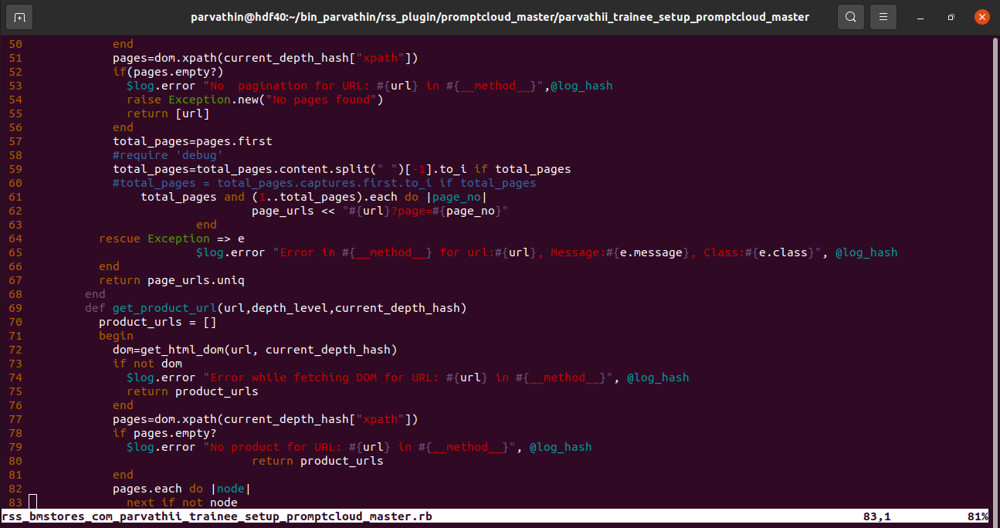 parvathin@hdf40:~/bin_parvathin/rss_plugin/promptcloud_master/parvathii_trainee_setup_promptcloud_master
50             end
51             pages=dom.xpath(current_depth_hash["xpath"])
52             if(pages.empty?)
53               $log.error "No  pagination for URL: #{url} in #{__method__}",@log_hash
54               raise Exception.new("No pages found")
55               return [url]
56             end
57             total_pages=pages.first
58             #require 'debug'
59             total_pages=total_pages.content.split(" ")[-1].to_i if total_pages
60             #total_pages = total_pages.captures.first.to_i if total_pages
61                 total_pages and (1..total_pages).each do |page_no|
62                                 page_urls << "#{url}?page=#{page_no}"
63                         end
64           rescue Exception => e
65                         $log.error "Error in #{__method__} for url:#{url}, Message:#{e.message}, Class:#{e.class}", @log_hash
66           end
67           return page_urls.uniq
68         end
69         def get_product_url(url,depth_level,current_depth_hash)
70           product_urls = []
71           begin
72             dom=get_html_dom(url, current_depth_hash)
73             if not dom
74               $log.error "Error while fetching DOM for URL: #{url} in #{__method__}", @log_hash
75               return product_urls
76             end
77             pages=dom.xpath(current_depth_hash["xpath"])
78             if pages.empty?
79               $log.error "No product for URL: #{url} in #{__method__}", @log_hash
80                                 return product_urls
81             end
82             pages.each do |node|
83               next if not node
rss_bmstores_com_parvathii_trainee_setup_promptcloud_master.rb 83,1 81%